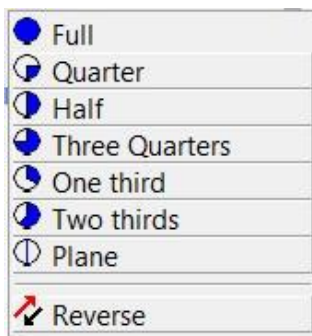 Full
Quarter
Half
Three Quarters
One third
Two thirds
Plane
Reverse